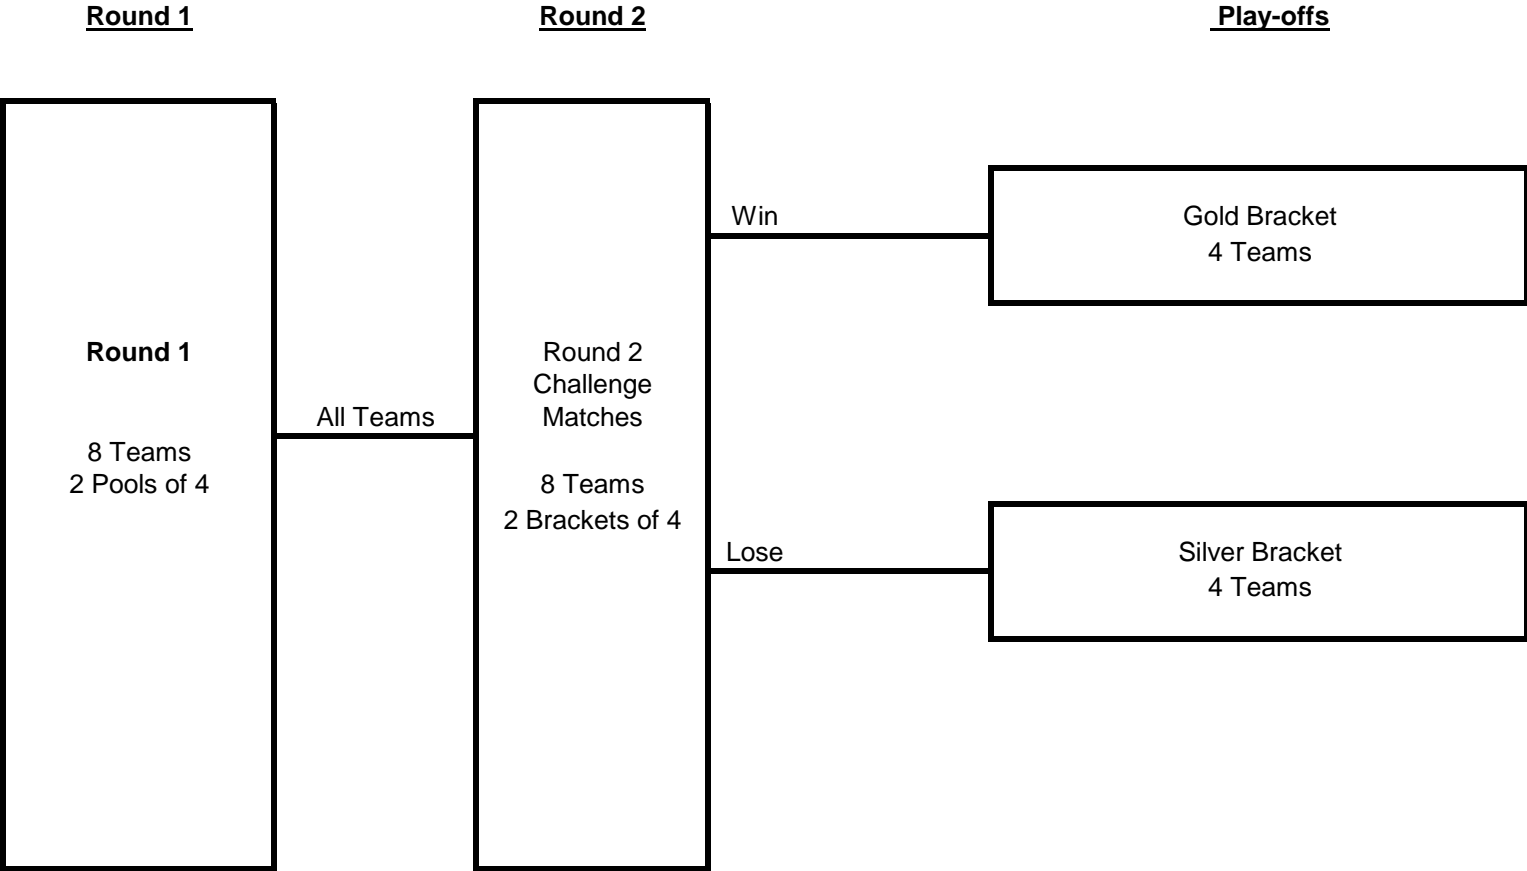 Round 1
Round 2
Play-offs
Round 1
8 Teams
2 Pools of 4
All Teams
Round 2
Challenge
Matches
8 Teams
2 Brackets of 4
Win
Gold Bracket
4 Teams
Lose
Silver Bracket
4 Teams